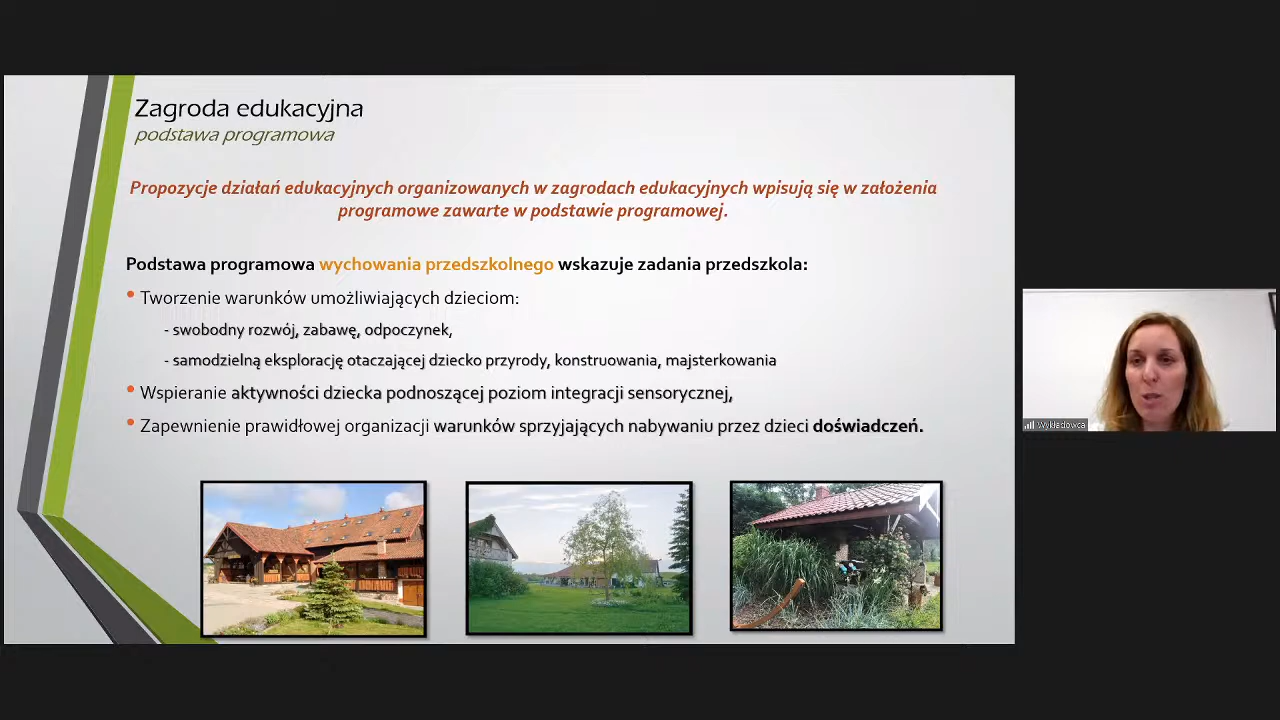 Zagroda edukacyjna
podstawa programowa
Propozycje działań edukacyjnych organizowanych w zagrodach edukacyjnych wpisują się w założenia
programowe zawarte w podstawie programowej.
Podstawa programowa wychowania przedszkolnego wskazuje zadania przedszkola:
• Tworzenie warunków umożliwiających dzieciom:
- swobodny rozwój, zabawę, odpoczynek,
- samodzielną eksplorację otaczającej dziecko przyrody, konstruowania, majsterkowania
• Wspieranie aktywności dziecka podnoszącej poziom integracji sensorycznej,
• Zapewnienie prawidłowej organizacji warunków sprzyjających nabywaniu przez dzieci doświadczeń.
Wykładowca